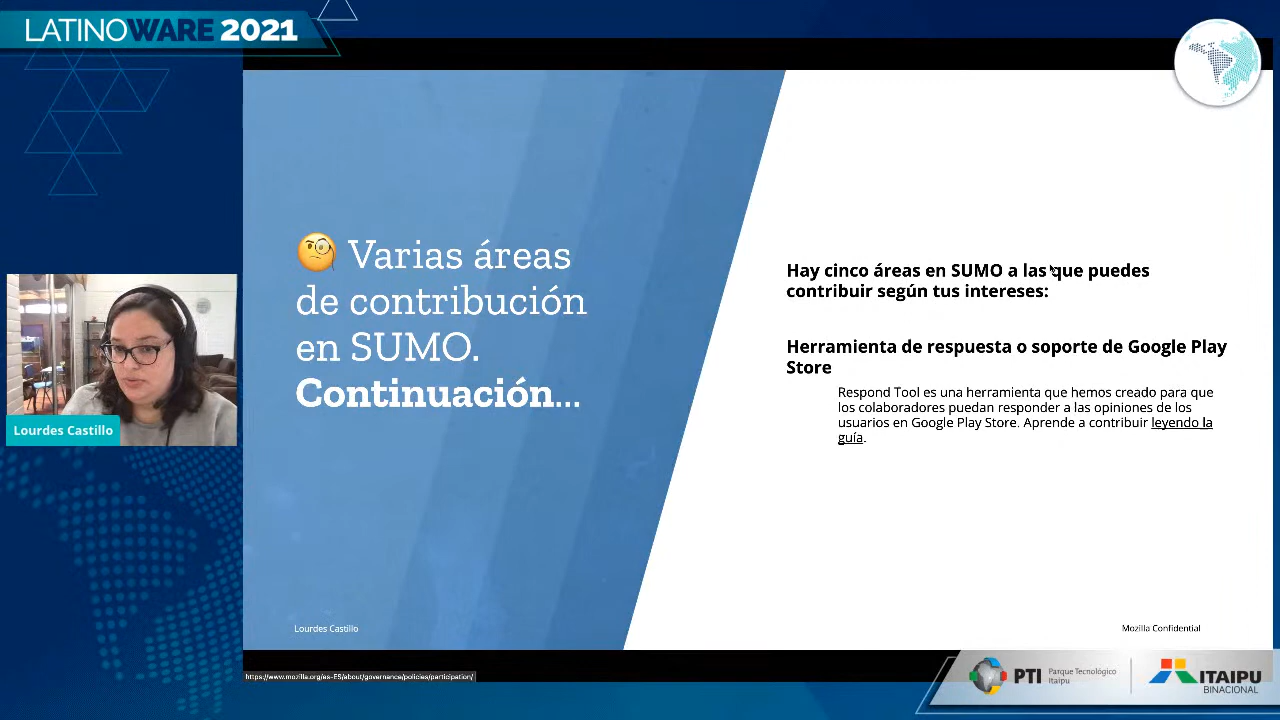 LATINOWARE 2021
Varias áreas
de contribución
en SUMO.
Continuación...
Hay cinco áreas en SUMO a las que puedes
contribuir según tus intereses:
Herramienta de respuesta o soporte de Google Play
Store
Respond Tool es una herramienta que hemos creado para que
los colaboradores puedan responder a las opiniones de los
usuarios en Google Play Store. Aprende a contribuir leyendo la
guía.
Lourdes Castillo
Lourdes Castillo
Mozilla Confidential
https://www.mozilla.org/es-ES/about/governance/policies/participation/
PTI Parque Tecnológico
Itaipu
ITAIPU
BINACIONAL